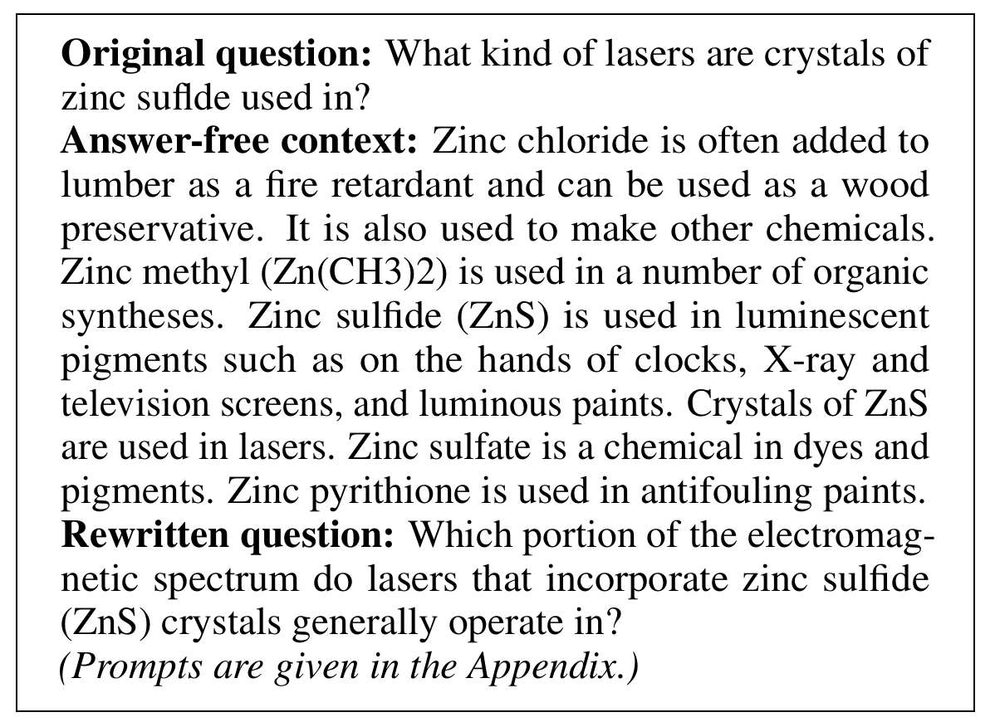 Original question: What kind of lasers are crystals of
zinc suflde used in?
Answer-free context: Zinc chloride is often added to
lumber as a fire retardant and can be used as a wood
preservative. It is also used to make other chemicals.
Zinc methyl (Zn(CH3)2) is used in a number of organic
syntheses. Zinc sulfide (ZnS) is used in luminescent
pigments such as on the hands of clocks, X-ray and
television screens, and luminous paints. Crystals of ZnS
are used in lasers. Zinc sulfate is a chemical in dyes and
pigments. Zinc pyrithione is used in antifouling paints.
Rewritten question: Which portion of the electromag-
netic spectrum do lasers that incorporate zinc sulfide
(ZnS) crystals generally operate in?
(Prompts are given in the Appendix.)